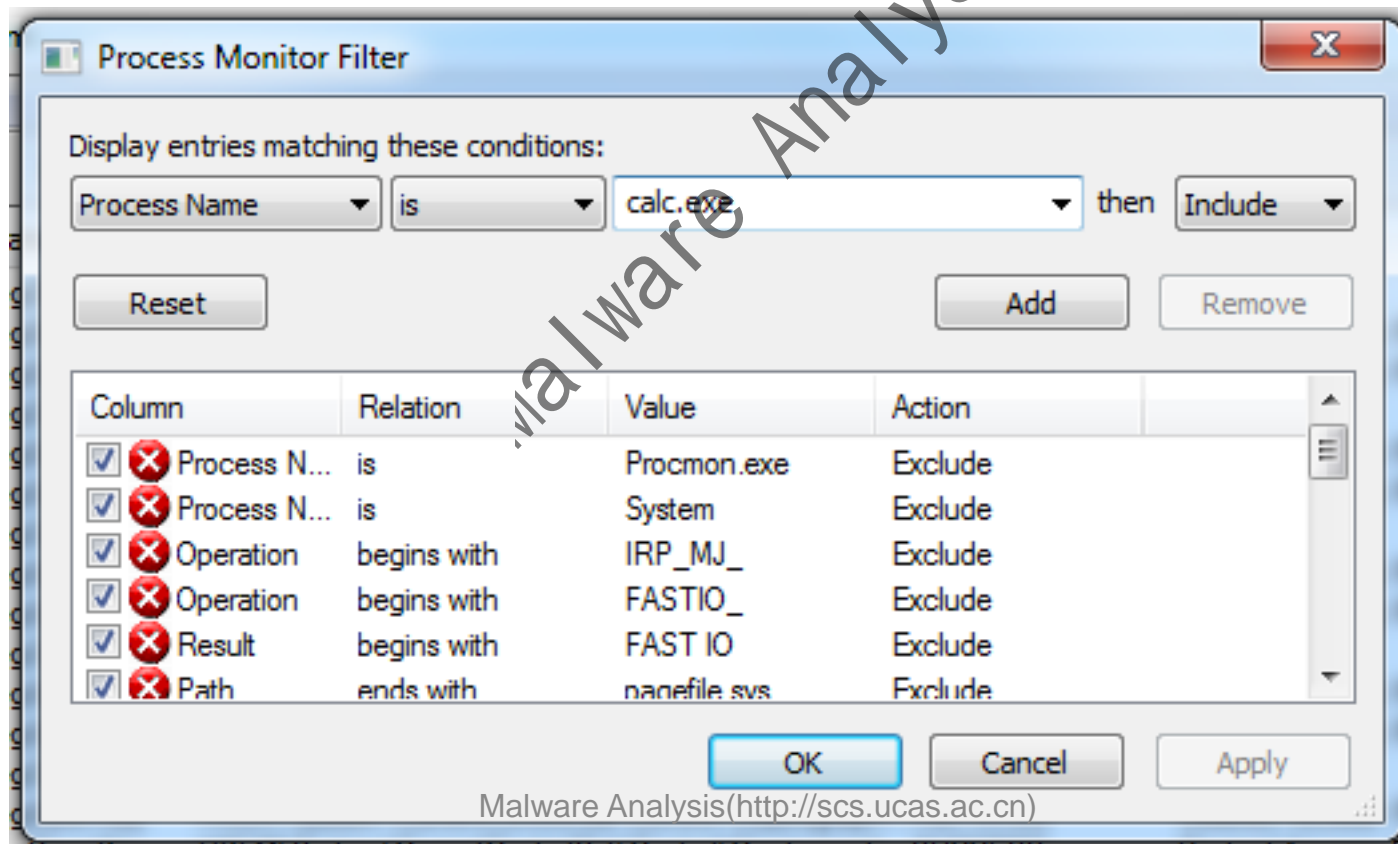 Process Monitor Filter
Display entries matching these conditions:
Process Name is calc.exe then Include
Reset Add Remove
Column Relation Value Action
Process N... is Procmon.exe Exclude
Process N... is System Exclude
Operation begins with IRP_MJ_ Exclude
Operation begins with FASTIO_ Exclude
Result begins with FAST IO Exclude
Path ends with pagefile.sys Exclude
OK Cancel Apply
Malware Analysis(http://scs.ucas.ac.cn)
Malware Analy